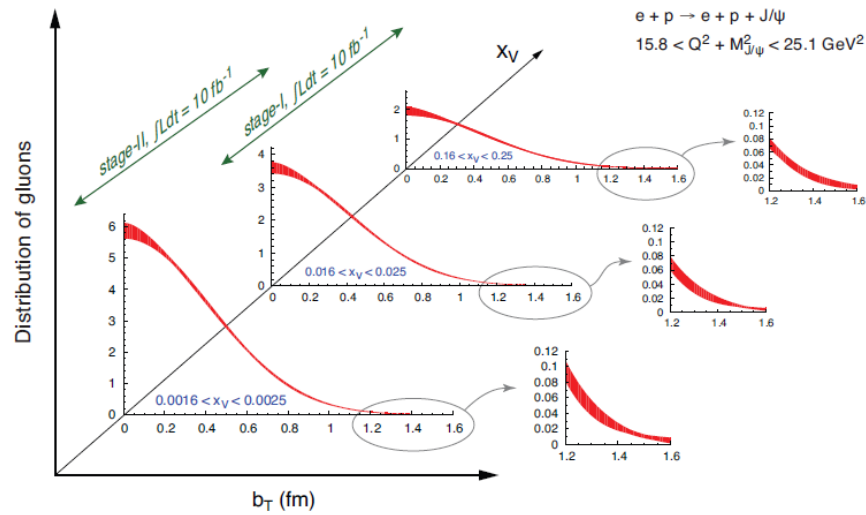 e + p → e + p + J/ψ
15.8 < Q² + M²J/ψ < 25.1 GeV²
stage-II, ∫Ldt = 10 fb⁻¹
stage-I, ∫Ldt = 10 fb⁻¹
xV
Distribution of gluons
2
1
0
0.16 < xV < 0.25
0 0.2 0.4 0.6 0.8 1 1.2 1.4 1.6
0.12
0.1
0.08
0.06
0.04
0.02
0
1.2 1.4 1.6
4
3
2
1
0
0.016 < xV < 0.025
0 0.2 0.4 0.6 0.8 1 1.2 1.4 1.6
0.12
0.1
0.08
0.06
0.04
0.02
0
1.2 1.4 1.6
6
5
4
3
2
1
0
0.0016 < xV < 0.0025
0 0.2 0.4 0.6 0.8 1 1.2 1.4 1.6
0.12
0.1
0.08
0.06
0.04
0.02
0
1.2 1.4 1.6
bT (fm)